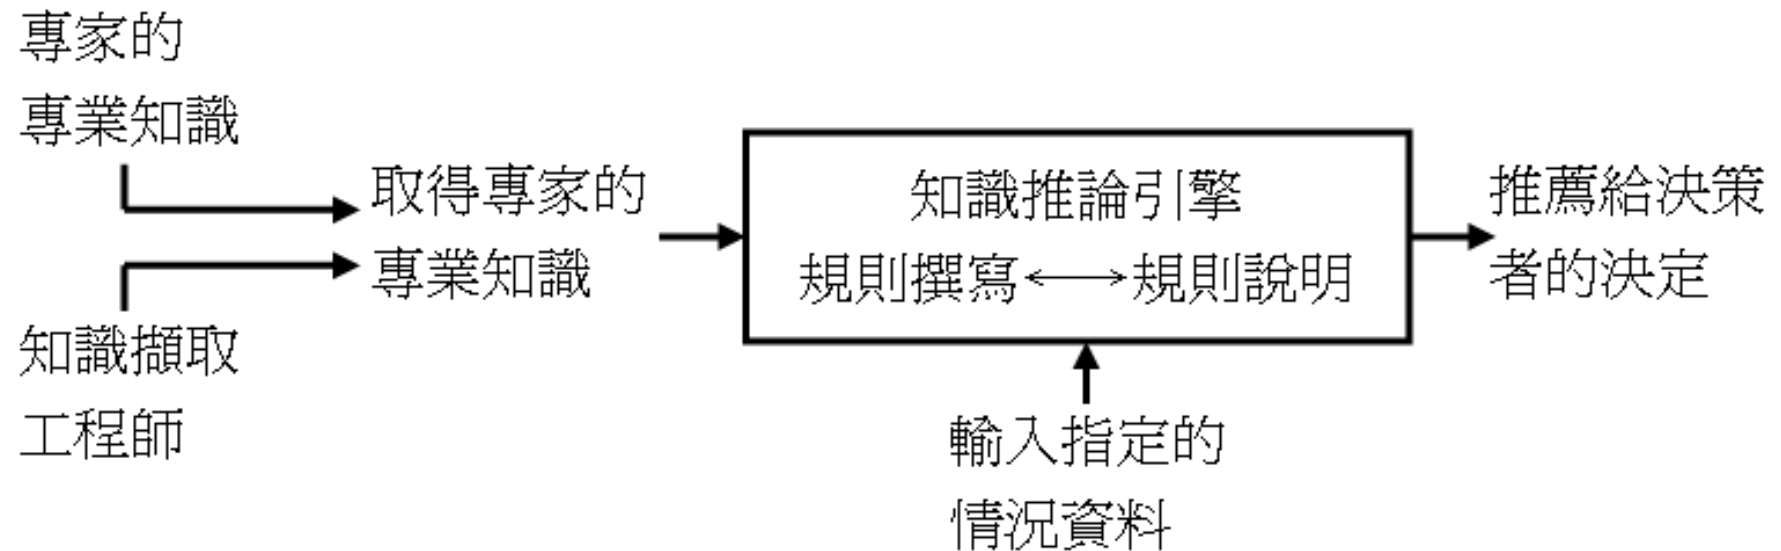 專家的
專業知識
取得專家的
專業知識
知識擷取
工程師
知識推論引擎
規則撰寫←→規則說明
輸入指定的
情況資料
推薦給決策
者的決定